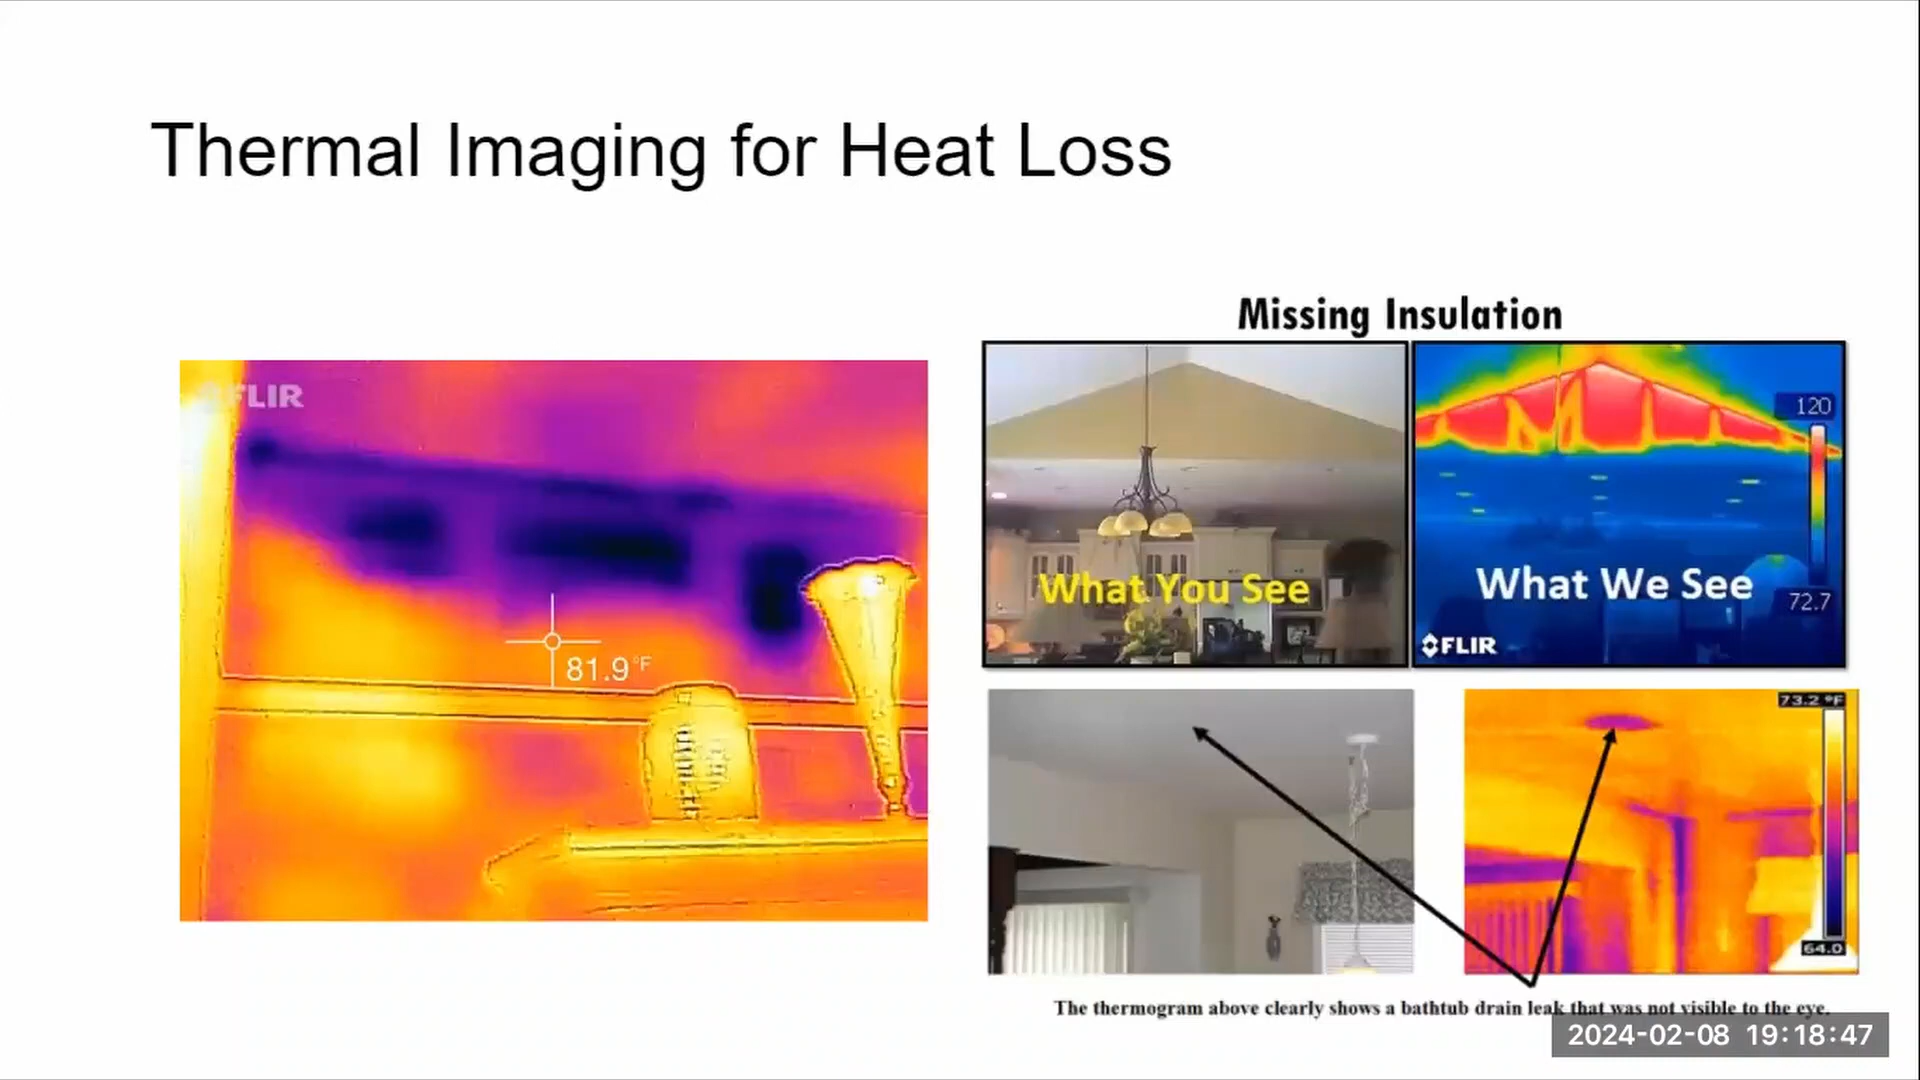 Thermal Imaging for Heat Loss
Missing Insulation
FLIR
81.9°F
What You See
120
What We See
72.7
FLIR
73.2 °F
64.0
The thermogram above clearly shows a bathtub drain leak that was not visible to the eye.
2024-02-08 19:18:47